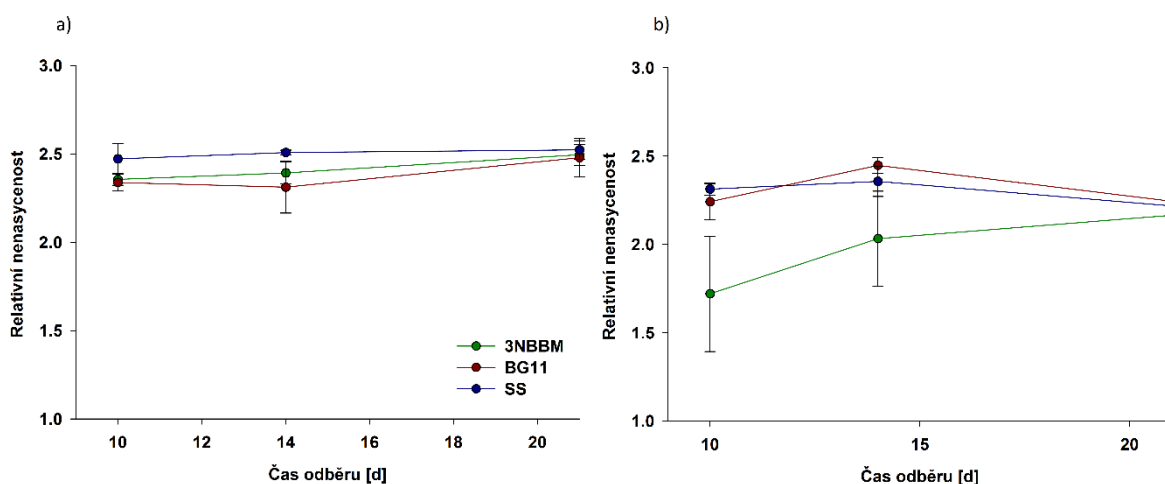 a)
3.0
2.5
2.0
1.5
1.0
Relativní nenasycenost
10
12
14
16
18
20
Čas odběru [d]
3NBBM
BG11
SS
b)
3.0
2.5
2.0
1.5
1.0
Relativní nenasycenost
10
15
20
Čas odběru [d]